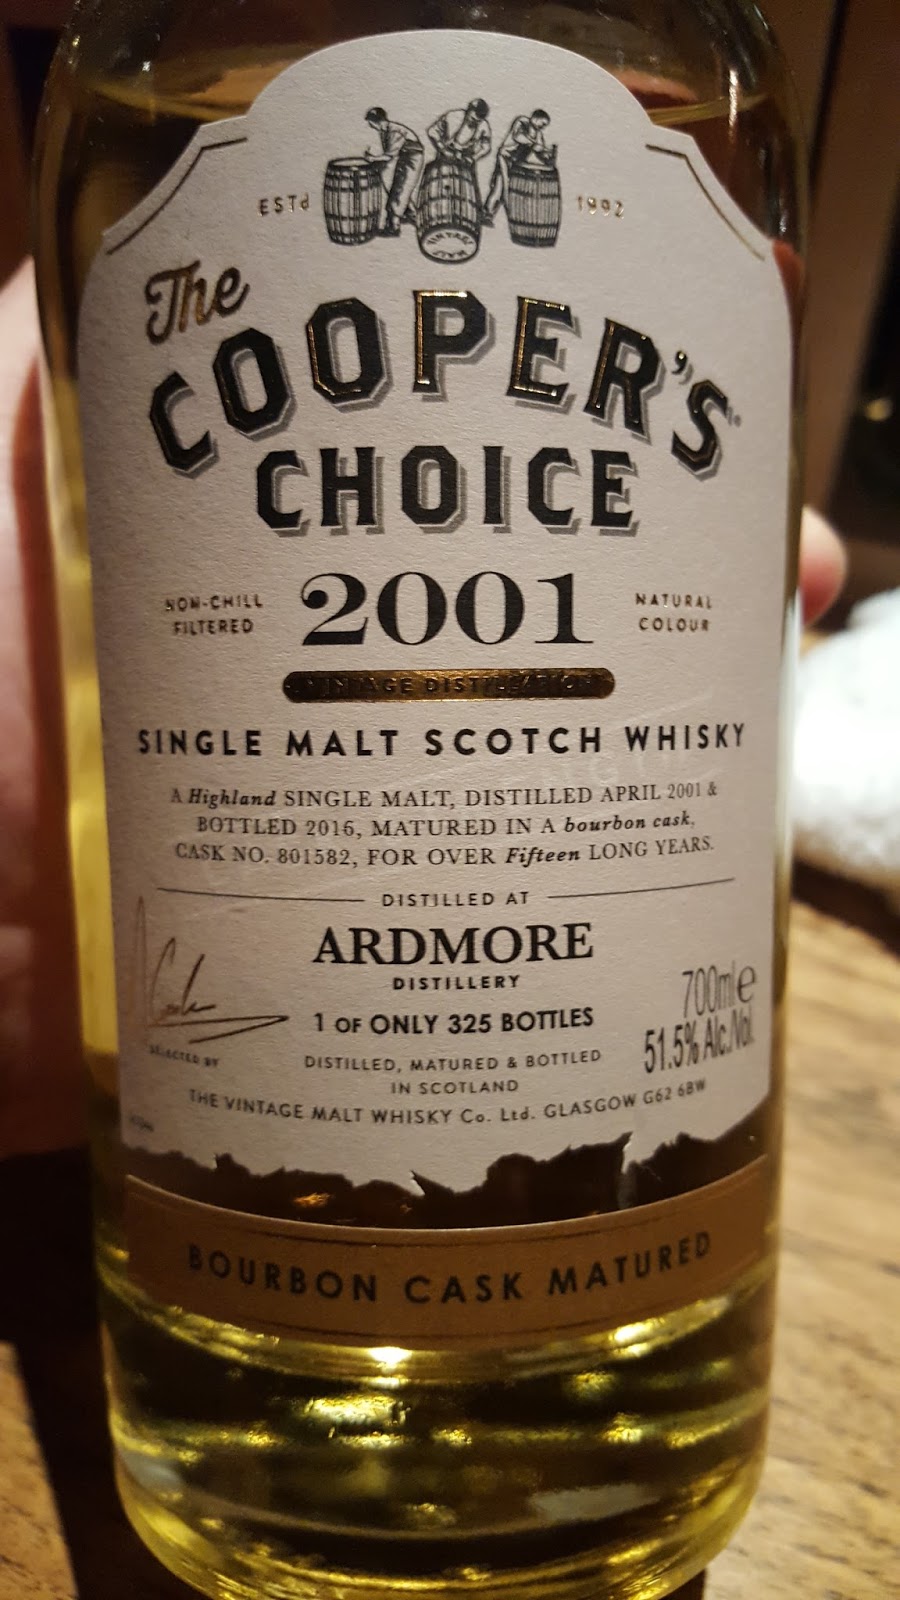 ESTd 1992
The
COOPER'S
CHOICE
NON-CHILL
FILTERED
2001
NATURAL
COLOUR
VINTAGE DISTILLATION
SINGLE MALT SCOTCH WHISKY
A Highland SINGLE MALT, DISTILLED APRIL 2001 &
BOTTLED 2016, MATURED IN A bourbon cask,
CASK NO. 801582, FOR OVER Fifteen LONG YEARS.
DISTILLED AT
ARDMORE
DISTILLERY
1 OF ONLY 325 BOTTLES
SELECTED BY
700ml e
51.5% Alc./Vol.
DISTILLED, MATURED & BOTTLED
IN SCOTLAND
THE VINTAGE MALT WHISKY Co. Ltd. GLASGOW G62 6BW
BOURBON CASK MATURED